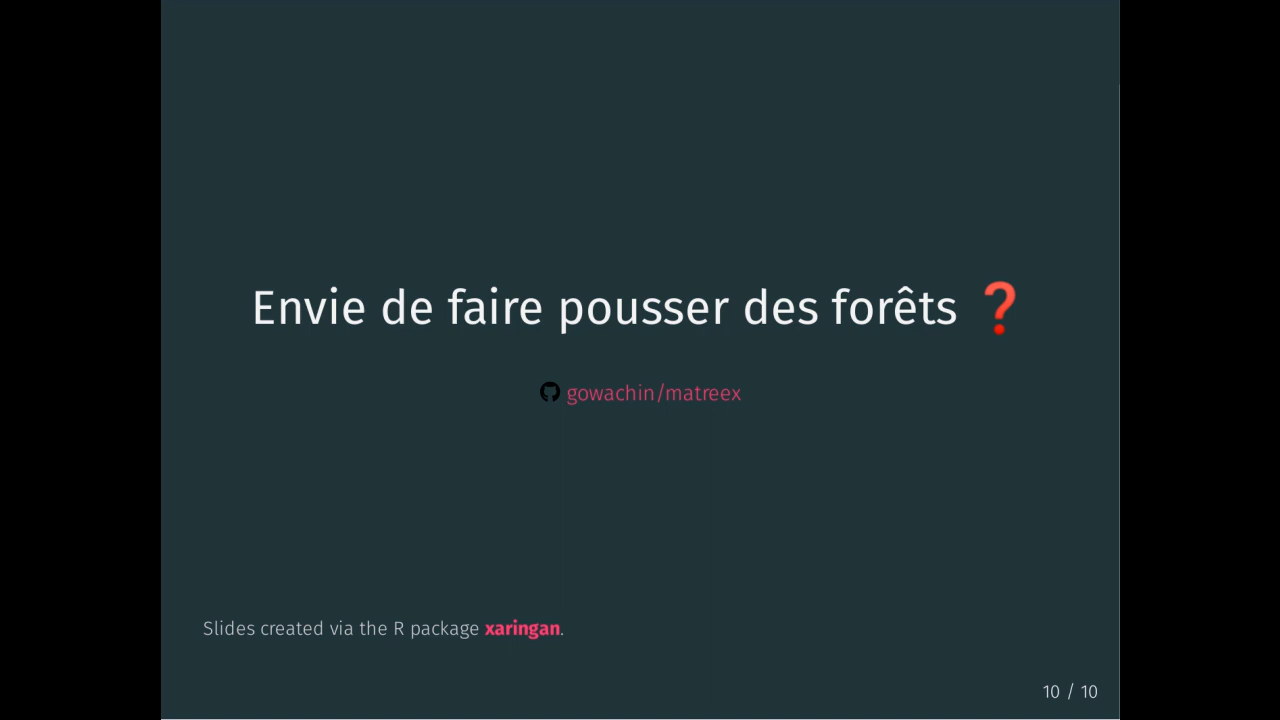 Envie de faire pousser des forêts ❓
gowachin/matreex
Slides created via the R package xaringan.
10 / 10